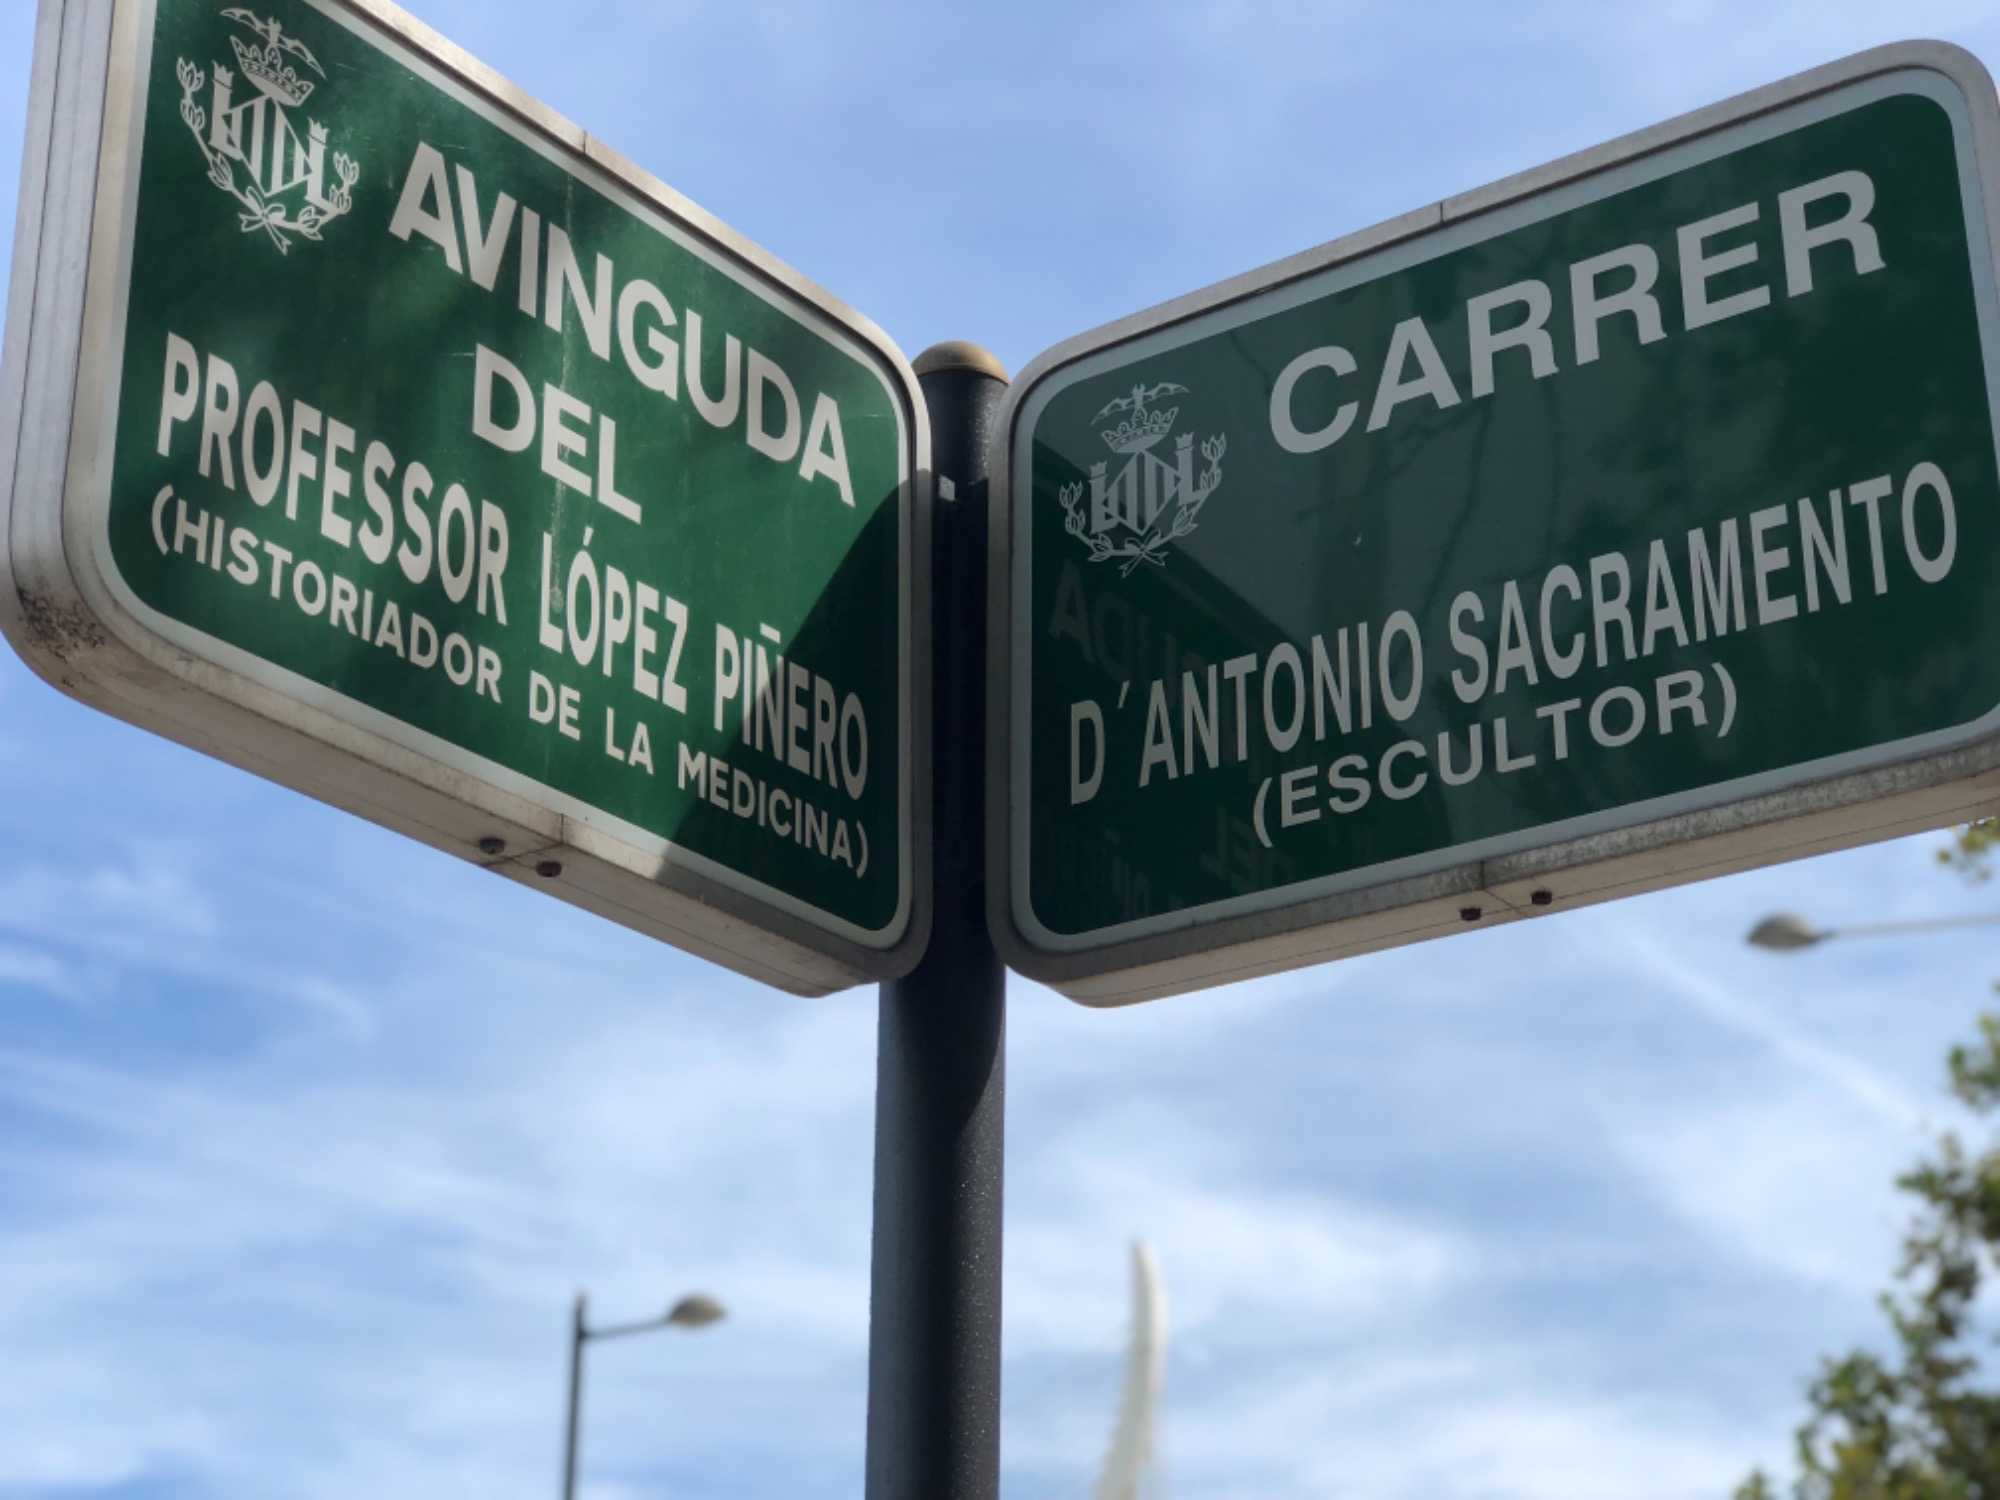 AVINGUDA
DEL
PROFESSOR LÓPEZ PIÑERO
(HISTORIADOR DE LA MEDICINA)
CARRER
D´ANTONIO SACRAMENTO
(ESCULTOR)